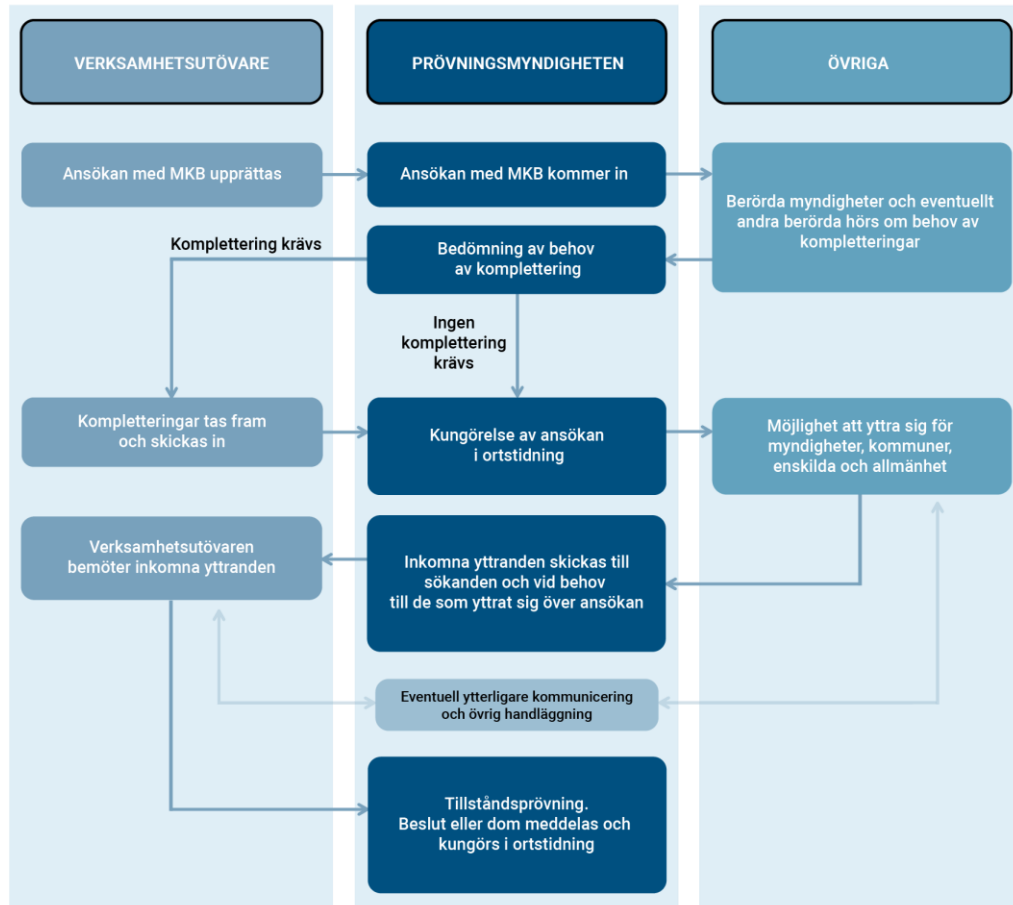 VERKSAMHETSUTÖVARE
PRÖVNINGSMYNDIGHETEN
ÖVRIGA
Ansökan med MKB upprättas
Ansökan med MKB kommer in
Berörda myndigheter och eventuellt
andra berörda hörs om behov av
kompletteringar
Komplettering krävs
Bedömning av behov
av komplettering
Ingen
komplettering
krävs
Kompletteringar tas fram
och skickas in
Kungörelse av ansökan
i ortstidning
Möjlighet att yttra sig för
myndigheter, kommuner,
enskilda och allmänhet
Verksamhetsutövaren
bemöter inkomna yttranden
Inkomna yttranden skickas till
sökanden och vid behov
till de som yttrat sig över ansökan
Eventuell ytterligare kommunicering
och övrig handläggning
Tillståndsprövning.
Beslut eller dom meddelas och
kungörs i ortstidning